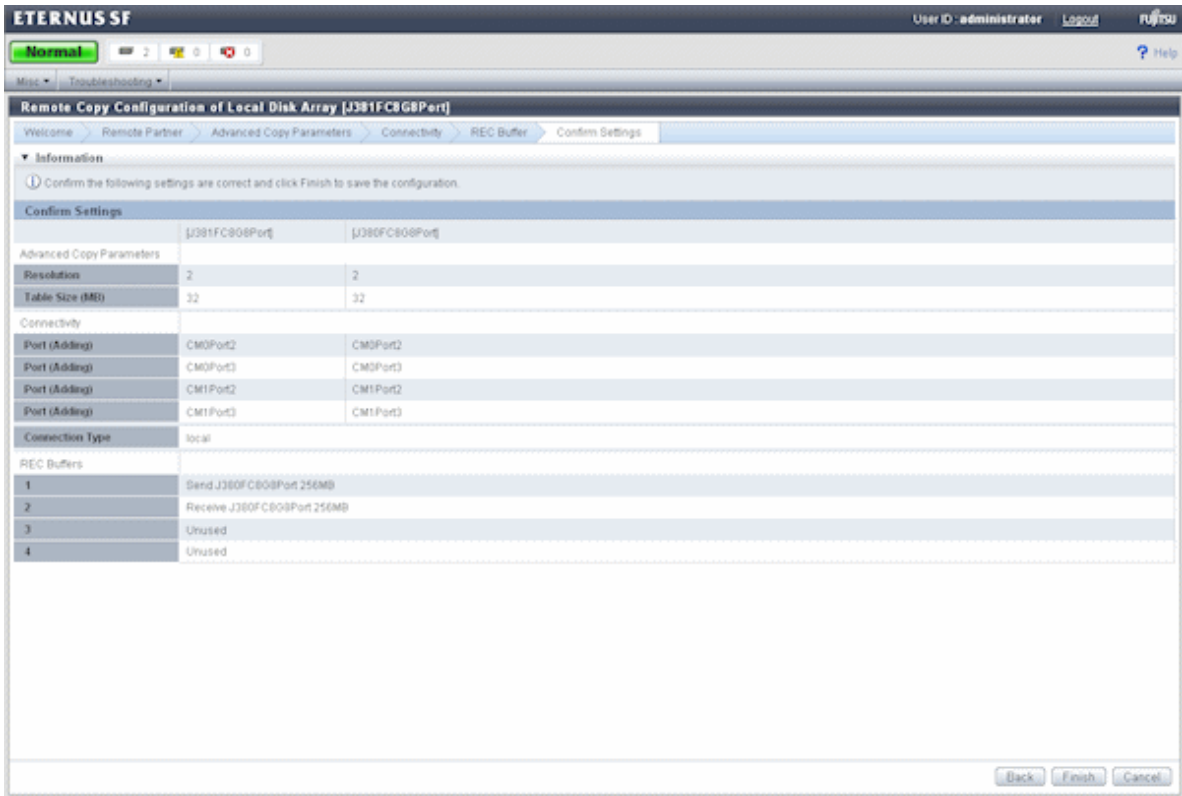 ETERNUS SF User ID : administrator Logout FUJITSU
Normal 2 0 0 ? Help
Misc Troubleshooting
Remote Copy Configuration of Local Disk Array [J381FC8G8Port]
Welcome Remote Partner Advanced Copy Parameters Connectivity REC Buffer Confirm Settings
Information
Confirm the following settings are correct and click Finish to save the configuration.
Confirm Settings
[J381FC8G8Port] [J380FC8G8Port]
Advanced Copy Parameters
Resolution 2 2
Table Size (MB) 32 32
Connectivity
Port (Adding) CM0Port2 CM0Port2
Port (Adding) CM0Port3 CM0Port3
Port (Adding) CM1Port2 CM1Port2
Port (Adding) CM1Port3 CM1Port3
Connection Type local
REC Buffers
1 Send J380FC8G8Port 256MB
2 Receive J380FC8G8Port 256MB
3 Unused
4 Unused
Back Finish Cancel